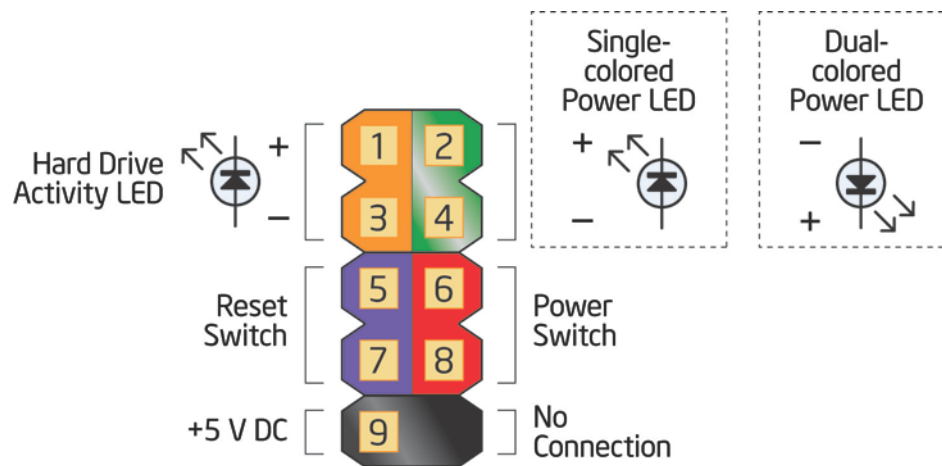 Single-
colored
Power LED
Dual-
colored
Power LED
Hard Drive
Activity LED
+
−
1 2
3 4
+
−
−
+
Reset
Switch
5 6
7 8
Power
Switch
+5 V DC
9
No
Connection